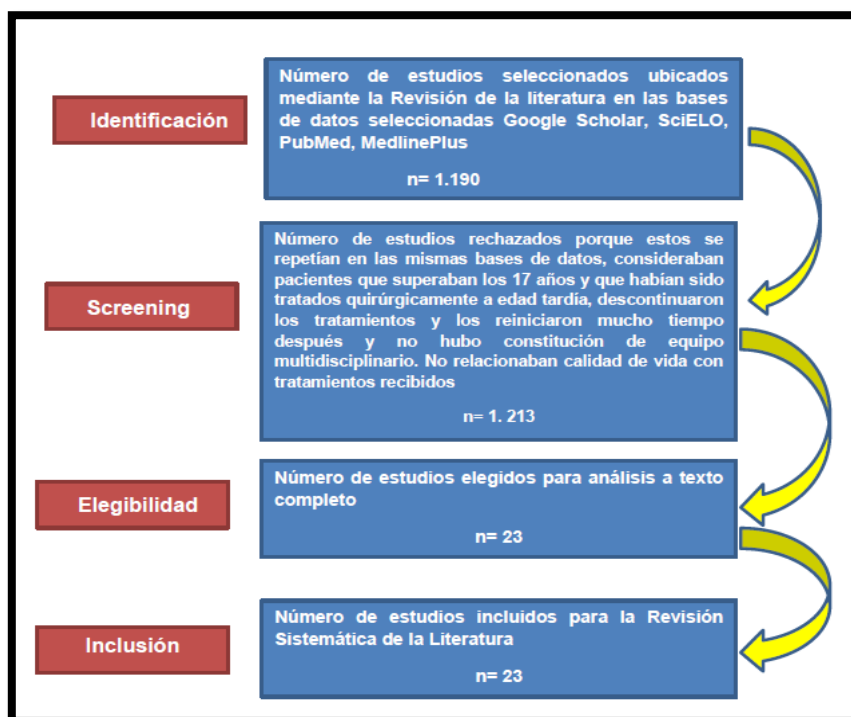 Identificación
Número de estudios seleccionados ubicados
mediante la Revisión de la literatura en las bases
de datos seleccionadas Google Scholar, SciELO,
PubMed, MedlinePlus
n= 1.190
Screening
Número de estudios rechazados porque estos se
repetían en las mismas bases de datos, consideraban
pacientes que superaban los 17 años y que habían sido
tratados quirúrgicamente a edad tardía, descontinuaron
los tratamientos y los reiniciaron mucho tiempo
después y no hubo constitución de equipo
multidisciplinario. No relacionaban calidad de vida con
tratamientos recibidos
n= 1. 213
Elegibilidad
Número de estudios elegidos para análisis a texto
completo
n= 23
Inclusión
Número de estudios incluidos para la Revisión
Sistemática de la Literatura
n= 23